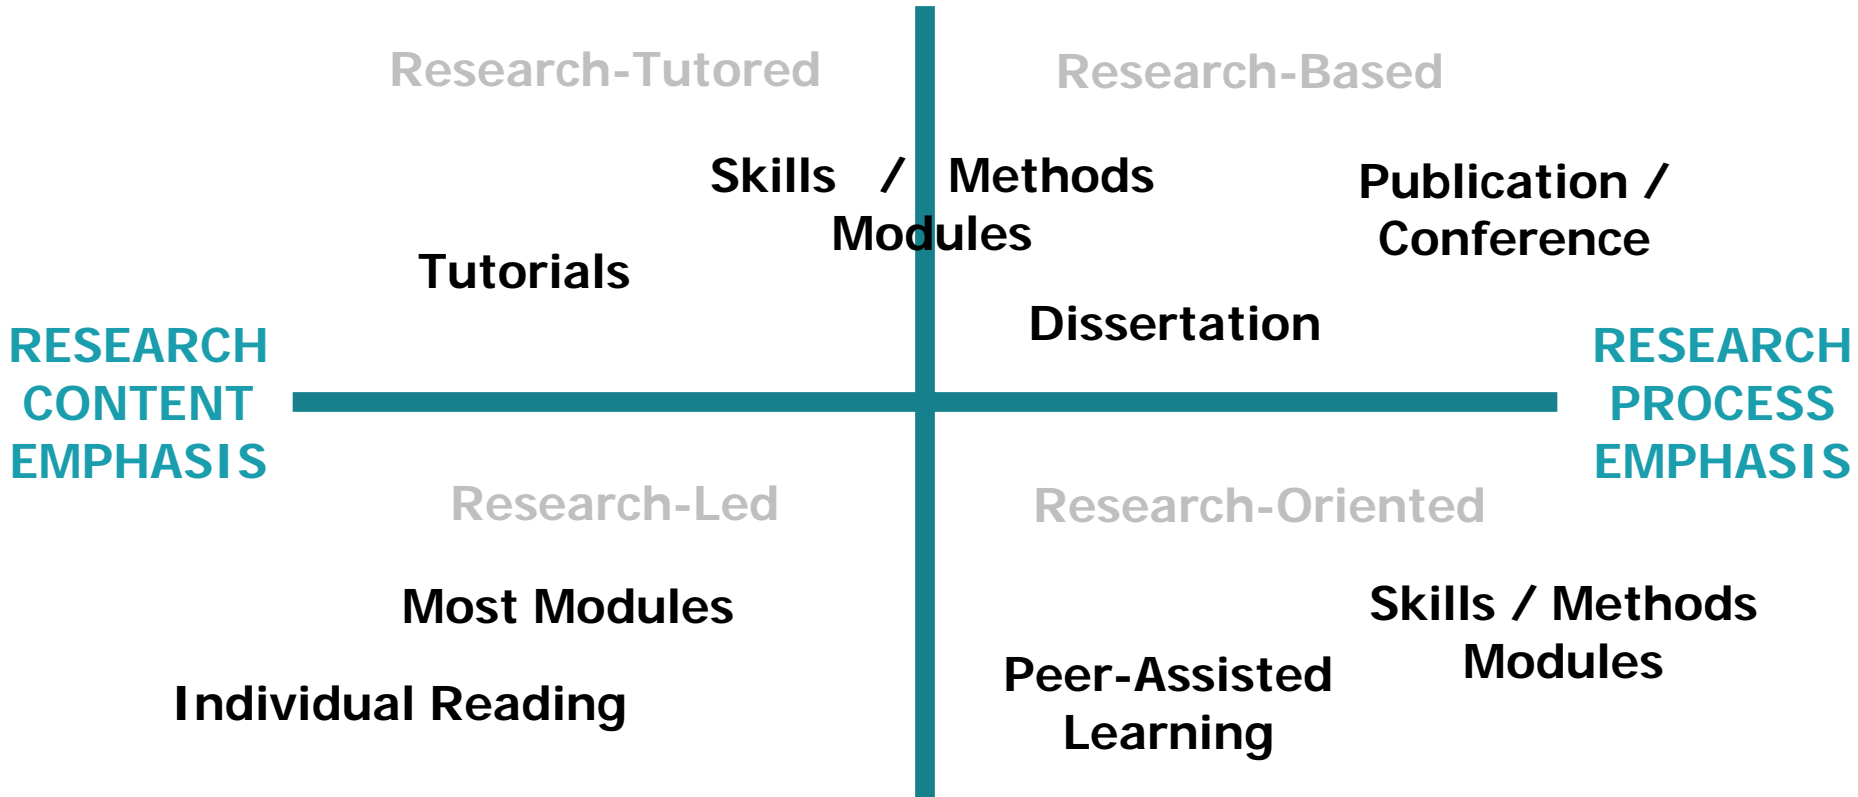 Research-Tutored
Research-Based
Skills / Methods
Modules
Publication /
Conference
Tutorials
Dissertation
RESEARCH
CONTENT
EMPHASIS
RESEARCH
PROCESS
EMPHASIS
Research-Led
Research-Oriented
Most Modules
Skills / Methods
Modules
Individual Reading
Peer-Assisted
Learning